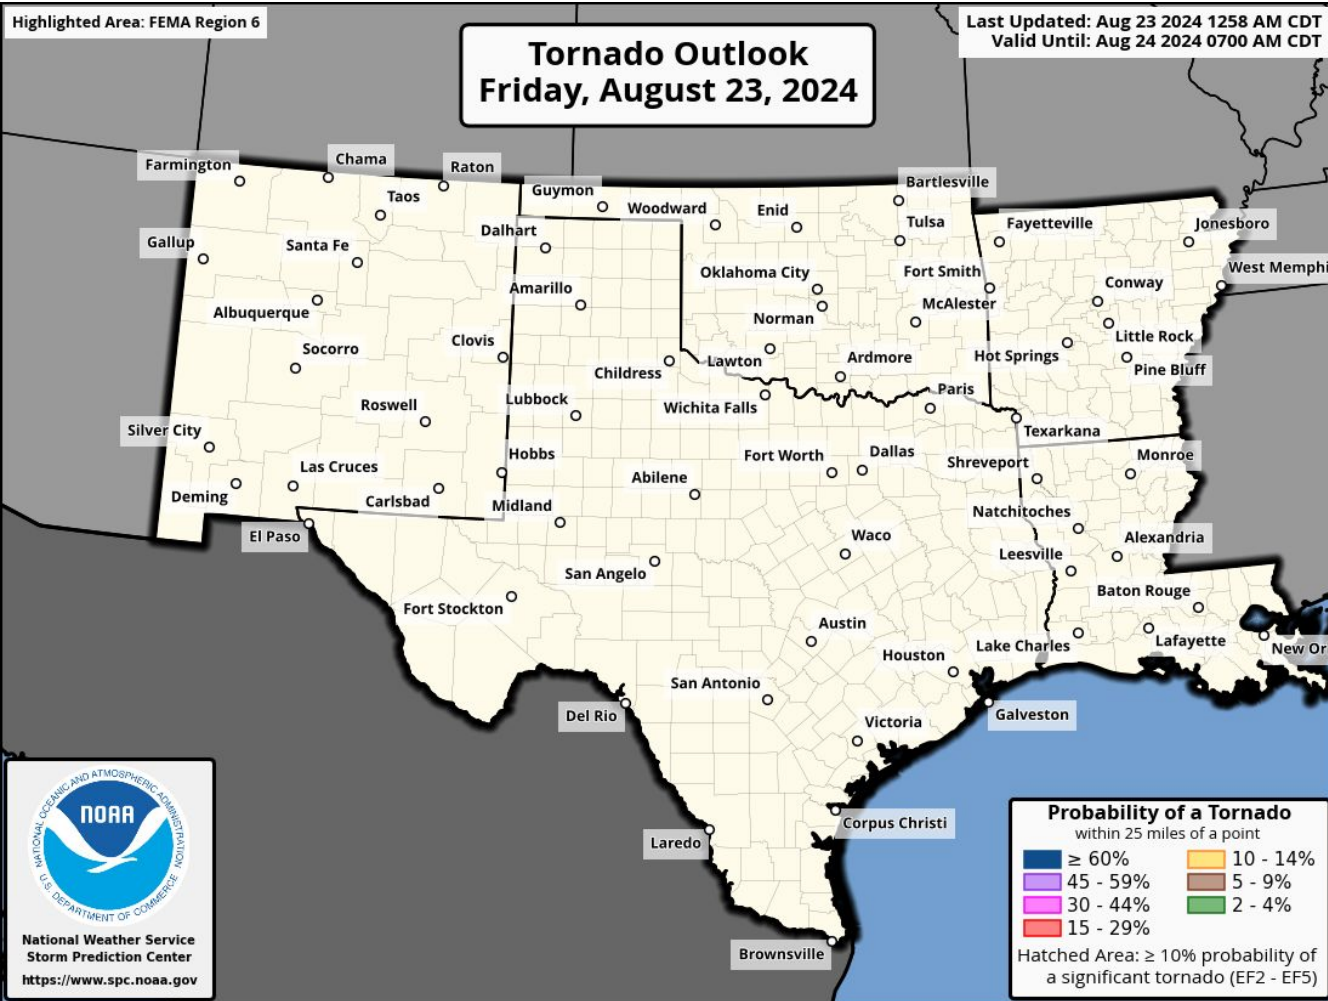 Highlighted Area: FEMA Region 6
Last Updated: Aug 23 2024 1258 AM CDT
Valid Until: Aug 24 2024 0700 AM CDT
Tornado Outlook
Friday, August 23, 2024
Farmington
Chama
Raton
Taos
Guymon
Woodward
Enid
Bartlesville
Tulsa
Fayetteville
Jonesboro
Gallup
Santa Fe
Dalhart
Oklahoma City
Fort Smith
West Memphi
Amarillo
McAlester
Conway
Albuquerque
Norman
Little Rock
Socorro
Clovis
Childress
Lawton
Ardmore
Hot Springs
Pine Bluff
Roswell
Lubbock
Wichita Falls
Paris
Silver City
Texarkana
Las Cruces
Hobbs
Abilene
Fort Worth
Dallas
Shreveport
Monroe
Deming
Carlsbad
Midland
Natchitoches
El Paso
Waco
Alexandria
San Angelo
Leesville
Fort Stockton
Baton Rouge
Austin
Houston
Lake Charles
Lafayette
New Or
San Antonio
Del Rio
Victoria
Galveston
Laredo
Corpus Christi
Brownsville
NATIONAL OCEANIC AND ATMOSPHERIC ADMINISTRATION
NOAA
U.S. DEPARTMENT OF COMMERCE
National Weather Service
Storm Prediction Center
https://www.spc.noaa.gov
Probability of a Tornado
within 25 miles of a point
≥ 60%
10 - 14%
45 - 59%
5 - 9%
30 - 44%
2 - 4%
15 - 29%
Hatched Area: ≥ 10% probability of
a significant tornado (EF2 - EF5)